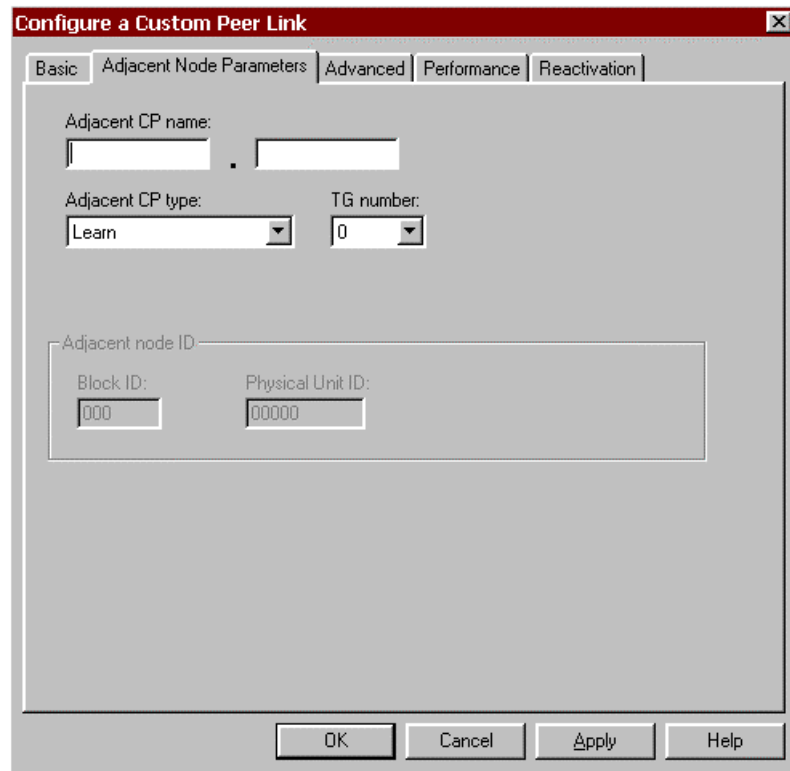 Configure a Custom Peer Link
Basic Adjacent Node Parameters Advanced Performance Reactivation
Adjacent CP name:
.
Adjacent CP type: TG number:
Learn 0
Adjacent node ID
Block ID: Physical Unit ID:
000 00000
OK Cancel Apply Help